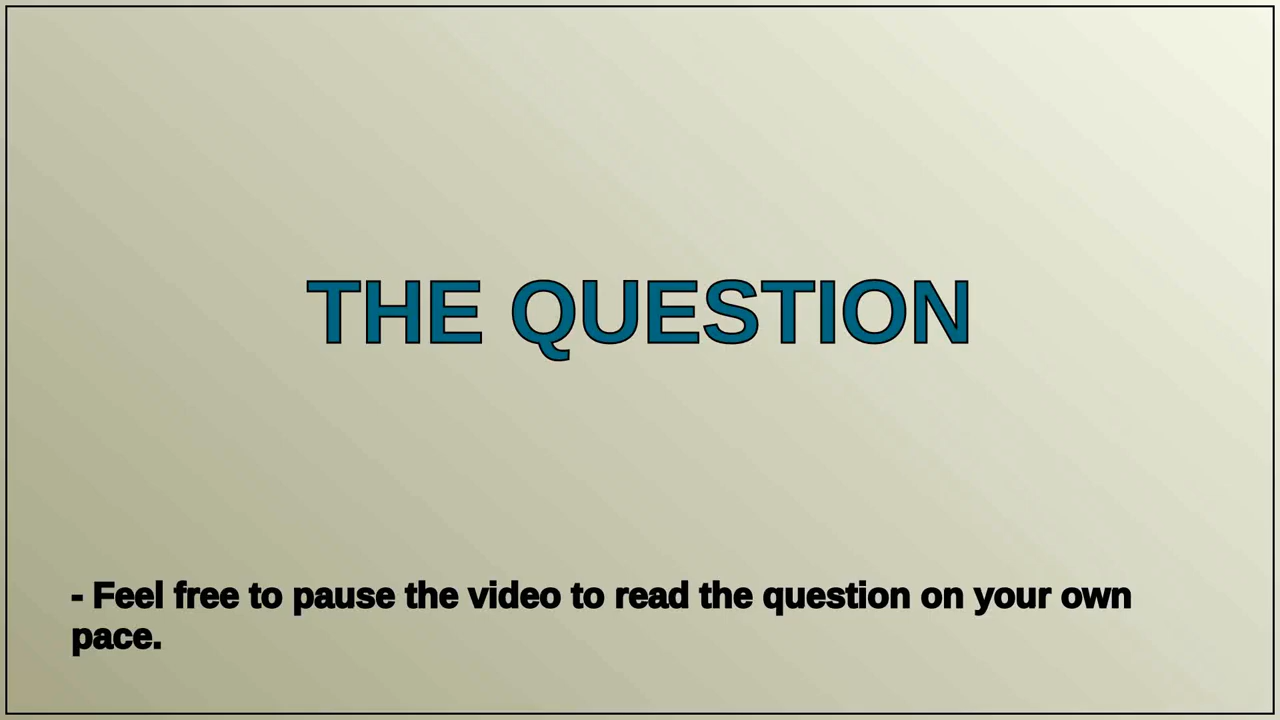 THE QUESTION
- Feel free to pause the video to read the question on your own
pace.